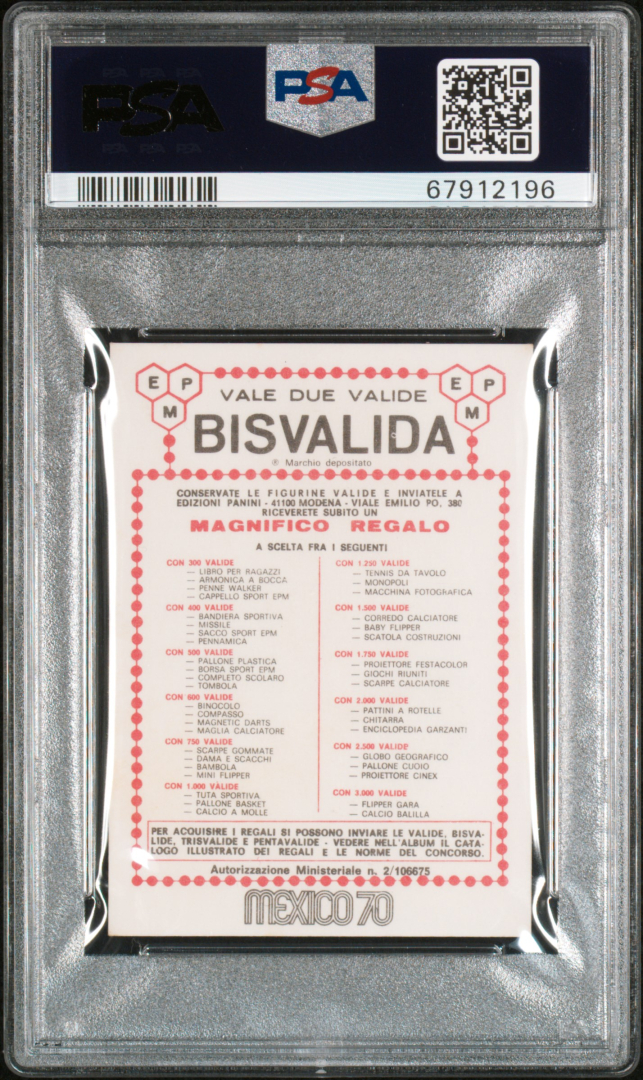 PSA
PSA
67912196
E P
M
E P
M
VALE DUE VALIDE
BISVALIDA
® Marchio depositato
CONSERVATE LE FIGURINE VALIDE E INVIATELE A
EDIZIONI PANINI - 41100 MODENA - VIALE EMILIO PO, 380
RICEVERETE SUBITO UN
MAGNIFICO REGALO
A SCELTA FRA I SEGUENTI
CON 300 VALIDE
— LIBRO PER RAGAZZI
— ARMONICA A BOCCA
— PENNE WALKER
— CAPPELLO SPORT EPM
CON 400 VALIDE
— BANDIERA SPORTIVA
— MISSILE
— SACCO SPORT EPM
— PENNAMICA
CON 500 VALIDE
— PALLONE PLASTICA
— BORSA SPORT EPM
— COMPLETO SCOLARO
— TOMBOLA
CON 600 VALIDE
— BINOCOLO
— COMPASSO
— MAGNETIC DARTS
— MAGLIA CALCIATORE
CON 750 VALIDE
— SCARPE GOMMATE
— DAMA E SCACCHI
— BAMBOLA
— MINI FLIPPER
CON 1.000 VALIDE
— TUTA SPORTIVA
— PALLONE BASKET
— CALCIO A MOLLE
CON 1.250 VALIDE
— TENNIS DA TAVOLO
— MONOPOLI
— MACCHINA FOTOGRAFICA
CON 1.500 VALIDE
— CORREDO CALCIATORE
— BABY FLIPPER
— SCATOLA COSTRUZIONI
CON 1.750 VALIDE
— PROIETTORE FESTACOLOR
— GIOCHI RIUNITI
— SCARPE CALCIATORE
CON 2.000 VALIDE
— PATTINI A ROTELLE
— CHITARRA
— ENCICLOPEDIA GARZANTI
CON 2.500 VALIDE
— GLOBO GEOGRAFICO
— PALLONE CUOIO
— PROIETTORE CINEX
CON 3.000 VALIDE
— FLIPPER GARA
— CALCIO BALILLA
PER ACQUISIRE I REGALI SI POSSONO INVIARE LE VALIDE, BISVA-
LIDE, TRISVALIDE E PENTAVALIDE - VEDERE NELL'ALBUM IL CATA-
LOGO ILLUSTRATO DEI REGALI E LE NORME DEL CONCORSO.
Autorizzazione Ministeriale n. 2/106675
MEXICO 70